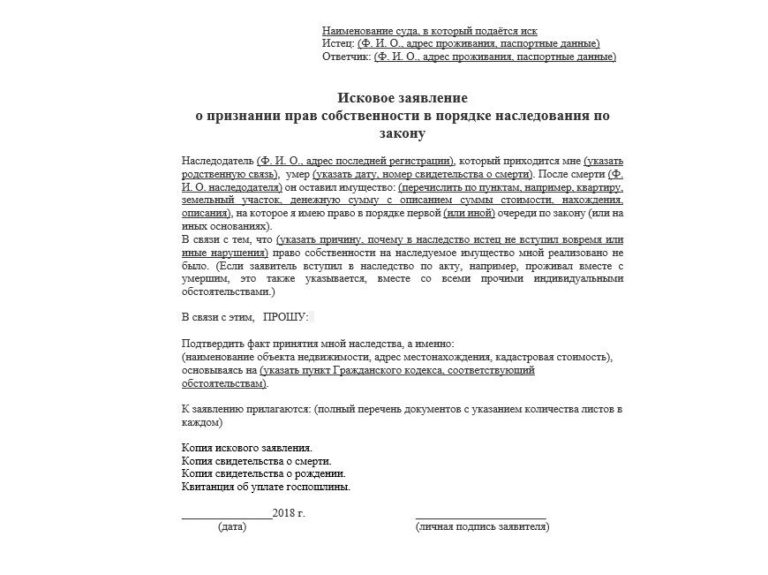 Наименование суда, в который подаётся иск
Истец: (Ф. И. О., адрес проживания, паспортные данные)
Ответчик: (Ф. И. О., адрес проживания, паспортные данные)
Исковое заявление
о признании прав собственности в порядке наследования по
закону
Наследодатель (Ф. И. О., адрес последней регистрации), который приходится мне (указать
родственную связь), умер (указать дату, номер свидетельства о смерти). После смерти (Ф.
И. О. наследодателя) он оставил имущество: (перечислить по пунктам, например, квартиру,
земельный участок, денежную сумму с описанием суммы стоимости, нахождения,
описания), на которое я имею право в порядке первой (или иной) очереди по закону (или на
иных основаниях).
В связи с тем, что (указать причину, почему в наследство истец не вступил вовремя или
иные нарушения) право собственности на наследуемое имущество мной реализовано не
было. (Если заявитель вступил в наследство по акту, например, проживал вместе с
умершим, это также указывается, вместе со всеми прочими индивидуальными
обстоятельствами.)
В связи с этим, ПРОШУ:
Подтвердить факт принятия мной наследства, а именно:
(наименование объекта недвижимости, адрес местонахождения, кадастровая стоимость),
основываясь на (указать пункт Гражданского кодекса, соответствующий
обстоятельствам).
К заявлению прилагаются: (полный перечень документов с указанием количества листов в
каждом)
Копия искового заявления.
Копия свидетельства о смерти.
Копия свидетельства о рождении.
Квитанция об уплате госпошлины.
________________2018 г. _______________________
(дата) (личная подпись заявителя)